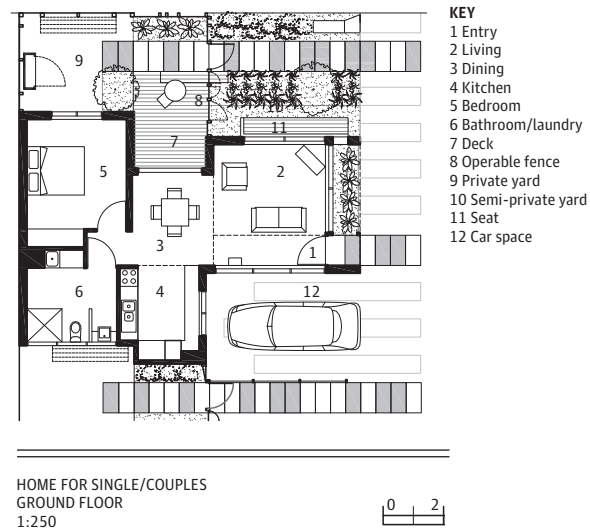 KEY
1 Entry
2 Living
3 Dining
4 Kitchen
5 Bedroom
6 Bathroom/laundry
7 Deck
8 Operable fence
9 Private yard
10 Semi-private yard
11 Seat
12 Car space
9
8
10
11
7
5
2
3
1
6
4
12
HOME FOR SINGLE/COUPLES
GROUND FLOOR
1:250
0 2